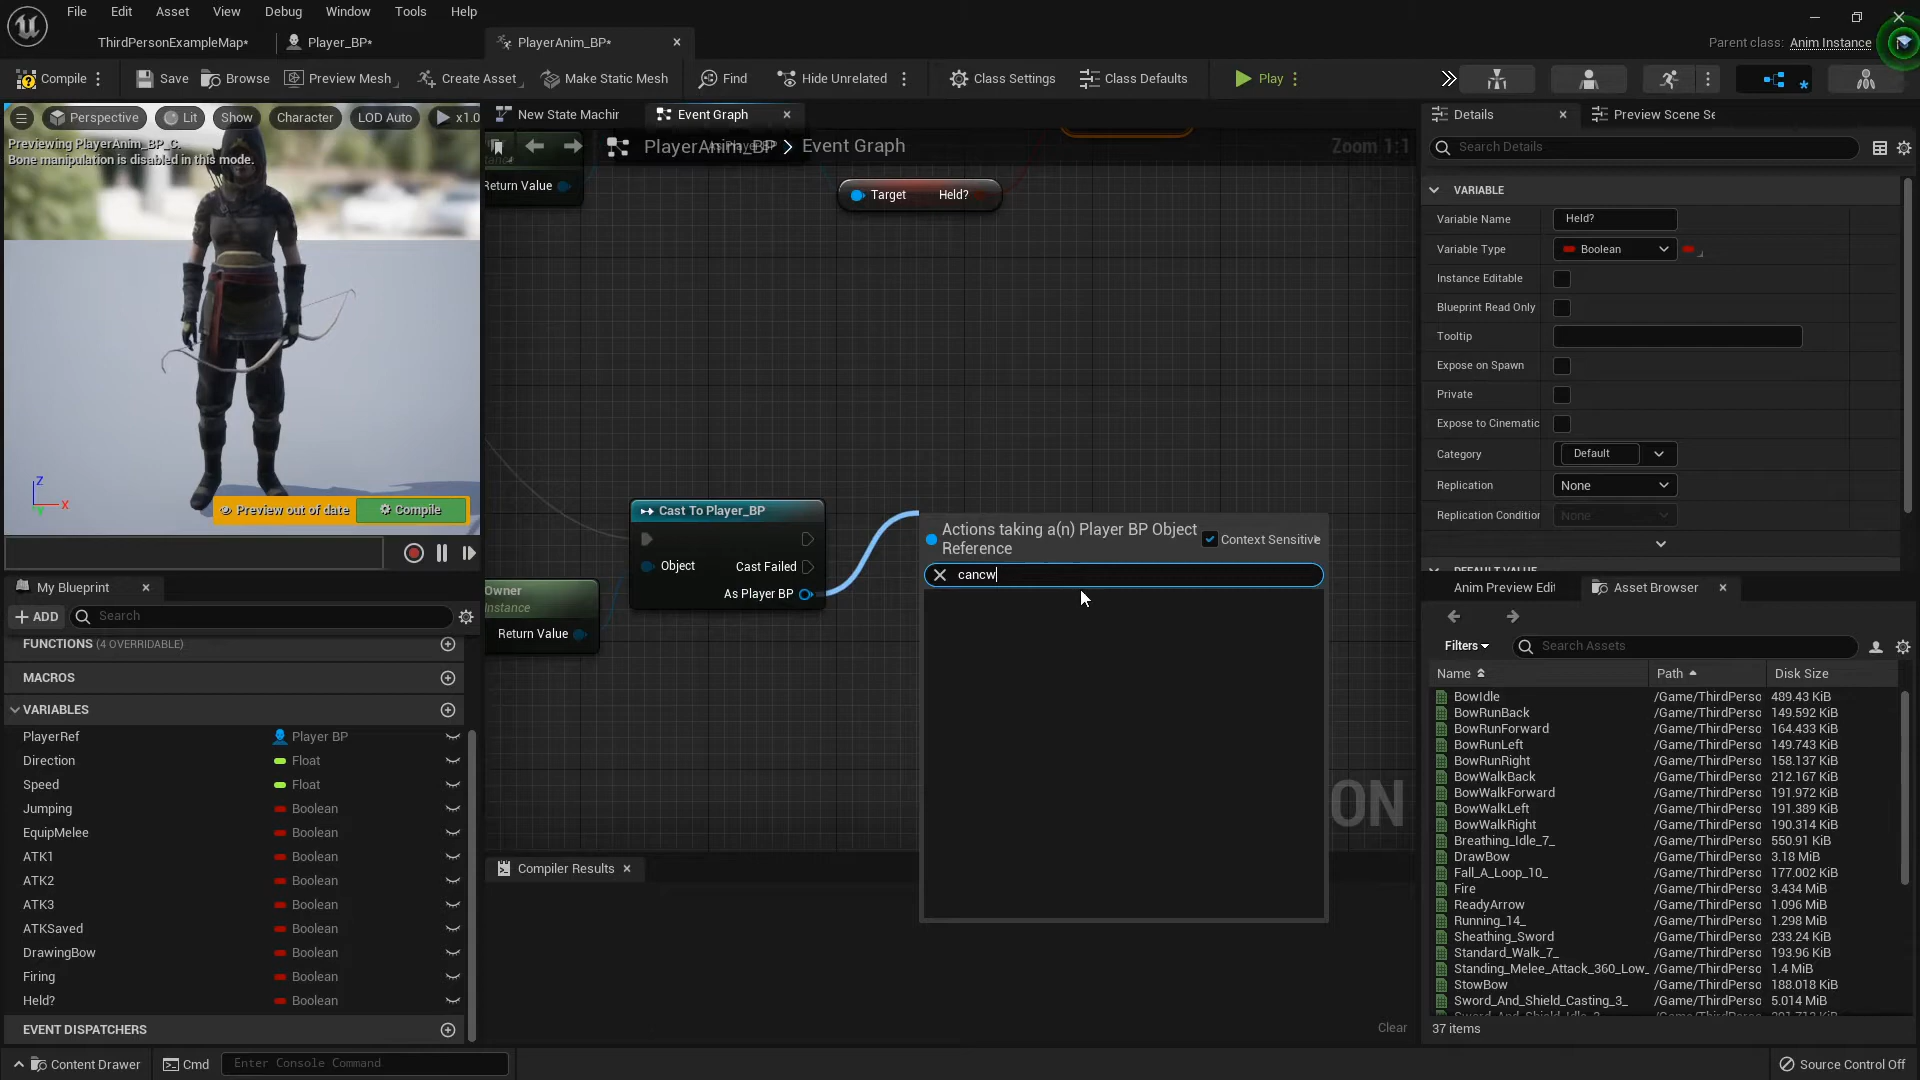 File Edit Asset View Debug Window Tools Help
ThirdPersonExampleMap* Player_BP* PlayerAnim_BP*
Parent class: Anim Instance
Compile Save Browse Preview Mesh Create Asset Make Static Mesh Find Hide Unrelated Class Settings Class Defaults Play
Perspective Lit Show Character LOD Auto x1.0
Previewing PlayerAnim_BP_C.
Bone manipulation is disabled in this mode.
Z
X
Preview out of date Compile
New State Machin Event Graph
PlayerAnim_BP > Event Graph
Zoom 1:1
Return Value
Target Held?
Cast To Player_BP
Object Cast Failed
As Player BP
Owner
Instance
Return Value
Actions taking a(n) Player BP Object
Reference
Context Sensitive
cancw
ON
Compiler Results
Clear
My Blueprint
ADD Search
FUNCTIONS (4 OVERRIDABLE)
MACROS
VARIABLES
PlayerRef Player BP
Direction Float
Speed Float
Jumping Boolean
EquipMelee Boolean
ATK1 Boolean
ATK2 Boolean
ATK3 Boolean
ATKSaved Boolean
DrawingBow Boolean
Firing Boolean
Held? Boolean
EVENT DISPATCHERS
Details Preview Scene Se
Search Details
VARIABLE
Variable Name Held?
Variable Type Boolean
Instance Editable
Blueprint Read Only
Tooltip
Expose on Spawn
Private
Expose to Cinematic
Category Default
Replication None
Replication Condition None
DEFAULT VALUE
Anim Preview Edit Asset Browser
Filters Search Assets
Name Path Disk Size
BowIdle /Game/ThirdPerso 489.43 KiB
BowRunBack /Game/ThirdPerso 149.592 KiB
BowRunForward /Game/ThirdPerso 164.433 KiB
BowRunLeft /Game/ThirdPerso 149.743 KiB
BowRunRight /Game/ThirdPerso 158.137 KiB
BowWalkBack /Game/ThirdPerso 212.167 KiB
BowWalkForward /Game/ThirdPerso 191.972 KiB
BowWalkLeft /Game/ThirdPerso 191.389 KiB
BowWalkRight /Game/ThirdPerso 190.314 KiB
Breathing_Idle_7_ /Game/ThirdPerso 550.91 KiB
DrawBow /Game/ThirdPerso 3.18 MiB
Fall_A_Loop_10_ /Game/ThirdPerso 177.002 KiB
Fire /Game/ThirdPerso 3.434 MiB
ReadyArrow /Game/ThirdPerso 1.096 MiB
Running_14_ /Game/ThirdPerso 1.298 MiB
Sheathing_Sword /Game/ThirdPerso 233.24 KiB
Standard_Walk_7_ /Game/ThirdPerso 193.96 KiB
Standing_Melee_Attack_360_Low_ /Game/ThirdPerso 1.4 MiB
StowBow /Game/ThirdPerso 188.018 KiB
Sword_And_Shield_Casting_3_ /Game/ThirdPerso 5.014 MiB
37 items
Content Drawer Cmd Enter Console Command
Source Control Off